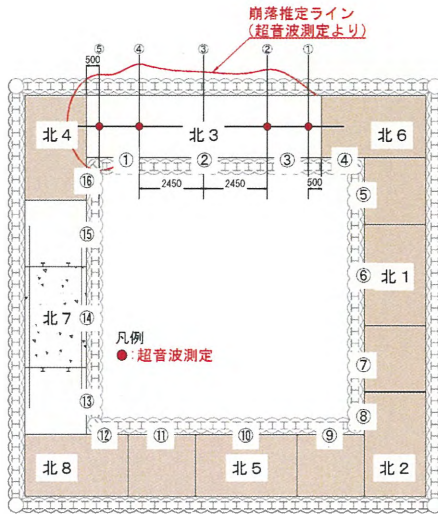 崩落推定ライン
(超音波測定より)
⑤ ④ ③ ② ①
500
北4 北3 北6
① ② ③ ④
2450 2450 500
⑯ ⑤
⑮
⑥ 北1
北7 ⑭
凡例
●:超音波測定
⑦
⑬ ⑧
⑫ ⑪ ⑩ ⑨
北8 北5 北2